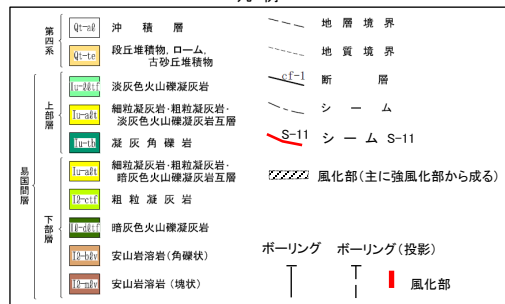 第四系
Qt-aℓ 沖積層
Qt-te 段丘堆積物、ローム、
古砂丘堆積物
易国間層
上部層
Iu-ℓℓtf 淡灰色火山礫凝灰岩
Iu-aℓt 細粒凝灰岩・粗粒凝灰岩・
淡灰色火山礫凝灰岩互層
Iu-tb 凝灰角礫岩
下部層
Iu-aℓt 細粒凝灰岩・粗粒凝灰岩・
暗灰色火山礫凝灰岩互層
Iℓ-ctf 粗粒凝灰岩
Iℓ-dℓtf 暗灰色火山礫凝灰岩
Iℓ-bℓv 安山岩溶岩(角礫状)
Iℓ-mℓv 安山岩溶岩(塊状)
地層境界
地質境界
cf-1 断層
シーム
S-11 シーム S-11
風化部(主に強風化部から成る)
ボーリング ボーリング(投影)
風化部